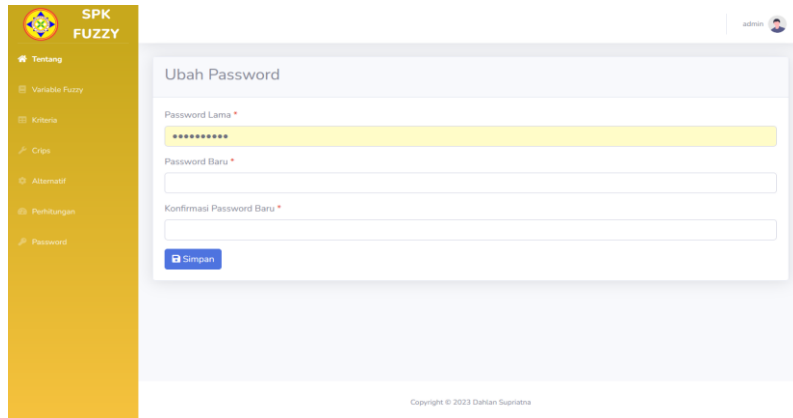 SPK
FUZZY
admin
Tentang
Variable Fuzzy
Kriteria
Crips
Alternatif
Perhitungan
Password
Ubah Password
Password Lama *
••••••••••
Password Baru *
Konfirmasi Password Baru *
Simpan
Copyright © 2023 Dahlan Supriatna